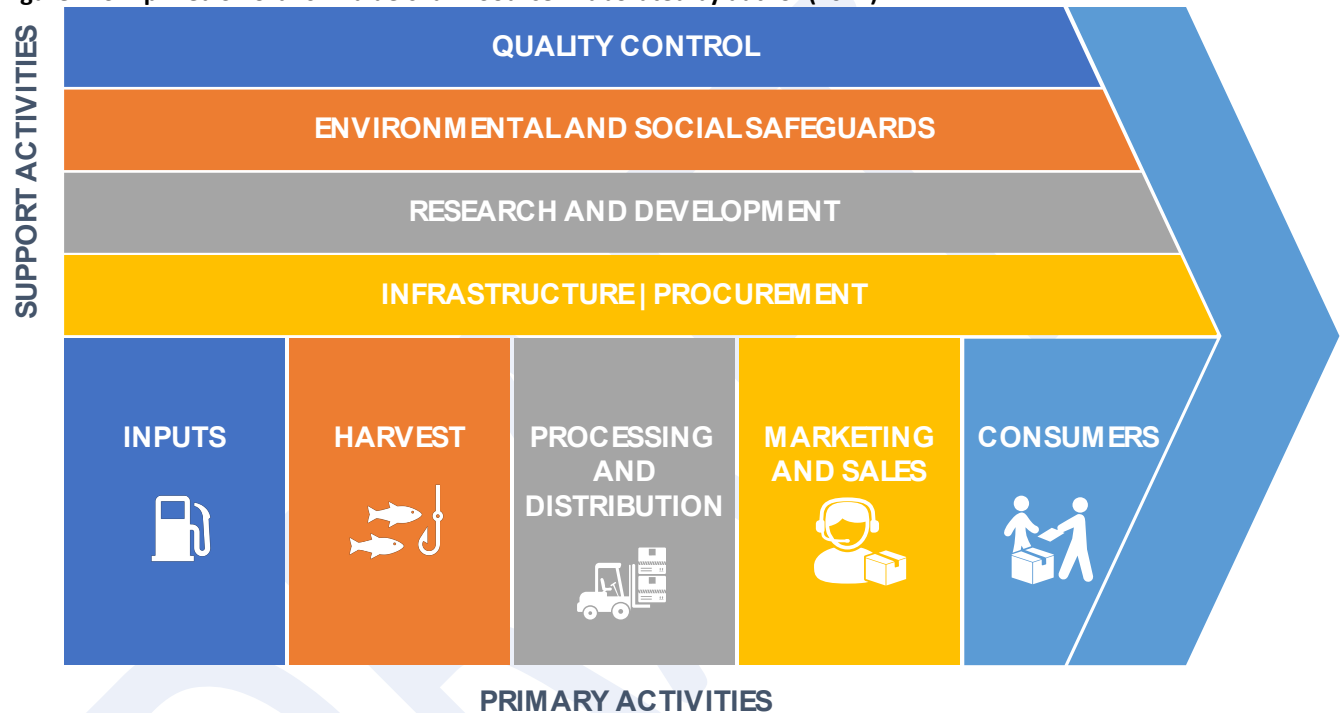 SUPPORT ACTIVITIES
QUALITY CONTROL
ENVIRONMENTAL AND SOCIAL SAFEGUARDS
RESEARCH AND DEVELOPMENT
INFRASTRUCTURE | PROCUREMENT
INPUTS
HARVEST
PROCESSING
AND
DISTRIBUTION
MARKETING
AND SALES
CONSUMERS
PRIMARY ACTIVITIES